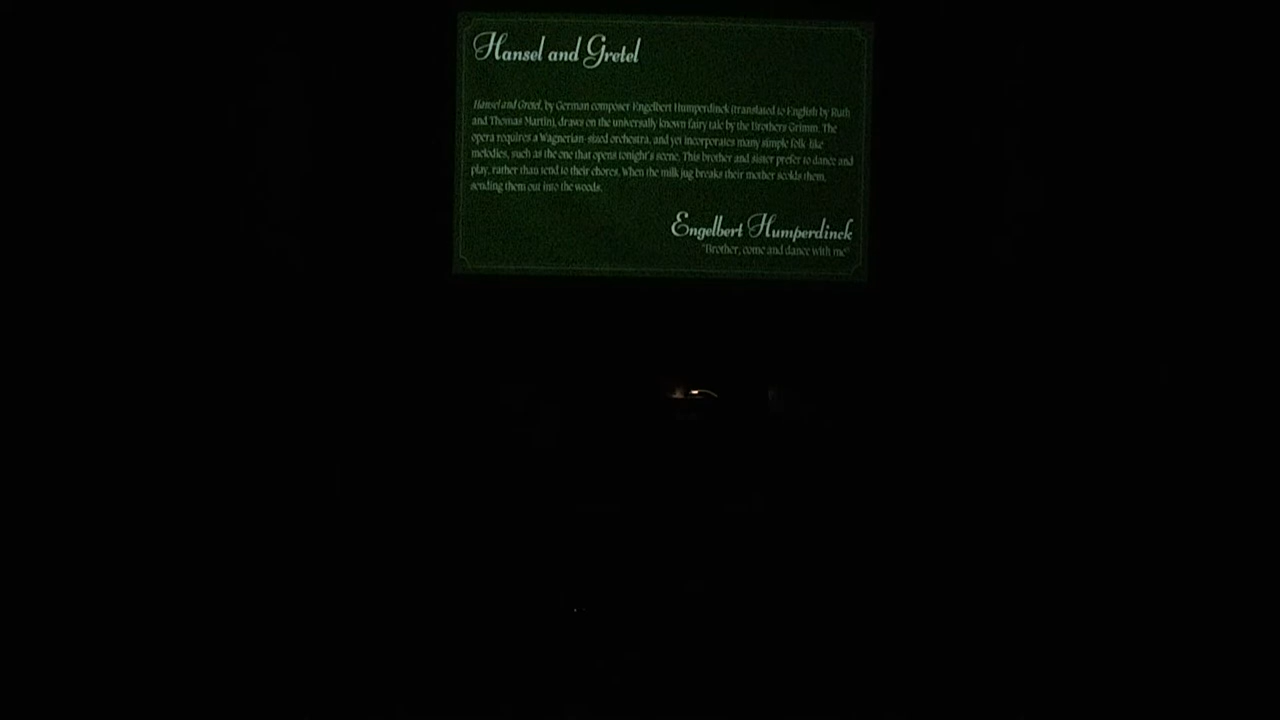 Hansel and Gretel
Hansel and Gretel, by German composer Engelbert Humperdinck (translated to English by Ruth
and Thomas Martin), draws on the universally known fairy tale by the Brothers Grimm. The
opera requires a Wagnerian-sized orchestra, and yet incorporates many simple folk-like
melodies, such as the one that opens tonight's scene. This brother and sister prefer to dance and
play, rather than tend to their chores. When the milk jug breaks their mother scolds them,
sending them out into the woods.
Engelbert Humperdinck
"Brother, come and dance with me"